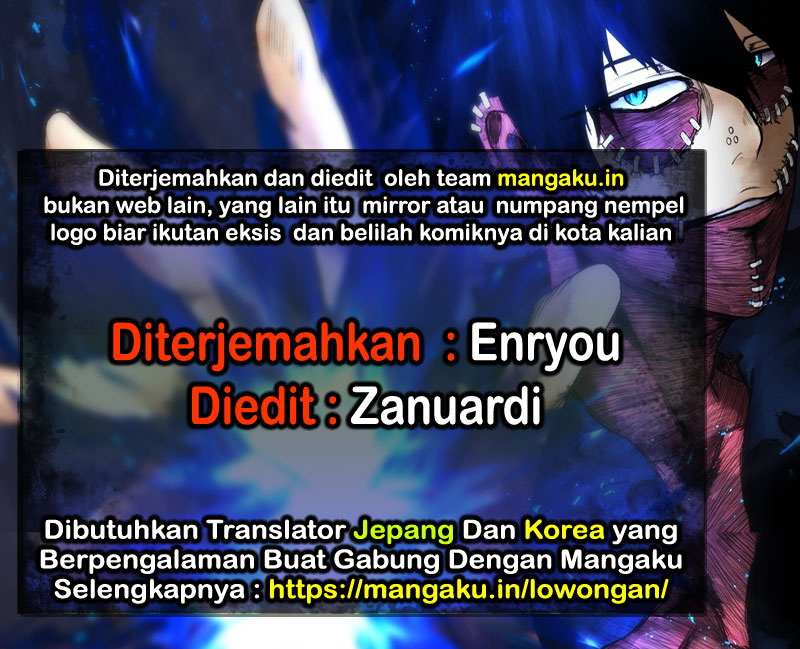 Diterjemahkan dan diedit oleh team mangaku.in
bukan web lain, yang lain itu mirror atau numpang nempel
logo biar ikutan eksis dan belilah komiknya di kota kalian
Diterjemahkan : Enryou
Diedit : Zanuardi
Dibutuhkan Translator Jepang Dan Korea yang
Berpengalaman Buat Gabung Dengan Mangaku
Selengkapnya : https://mangaku.in/lowongan/